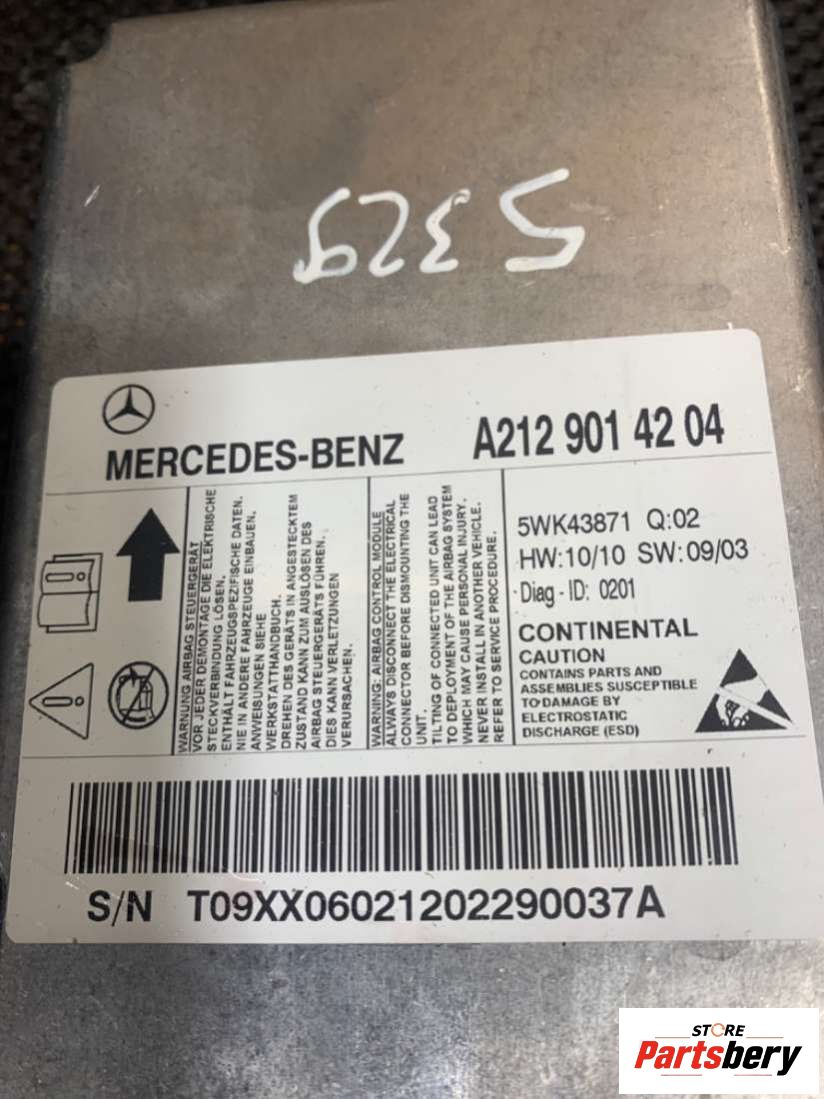 5329
MERCEDES-BENZ A212 901 42 04
WARNUNG AIRBAG STEUERGERÄT
VOR JEDER DEMONTAGE DIE ELEKTRISCHE
STECKVERBINDUNG LÖSEN.
ENTHÄLT FAHRZEUGSPEZIFISCHE DATEN.
NIE IN ANDERE FAHRZEUGE EINBAUEN.
ANWEISUNGEN SIEHE
WERKSTATTHANDBUCH.
DREHEN DES GERÄTS IN ANGESTECKTEM
ZUSTAND KANN ZUM AUSLÖSEN DES
AIRBAG STEUERGERÄTS FÜHREN.
DIES KANN VERLETZUNGEN
VERURSACHEN.
WARNING: AIRBAG CONTROL MODULE
ALWAYS DISCONNECT THE ELECTRICAL
CONNECTOR BEFORE DISMOUNTING THE
UNIT.
TILTING OF CONNECTED UNIT CAN LEAD
TO DEPLOYMENT OF THE AIRBAG SYSTEM
WHICH MAY CAUSE PERSONAL INJURY.
NEVER INSTALL IN ANOTHER VEHICLE.
REFER TO SERVICE PROCEDURE.
5WK43871 Q:02
HW:10/10 SW:09/03
Diag - ID: 0201
CONTINENTAL
CAUTION
CONTAINS PARTS AND
ASSEMBLIES SUSCEPTIBLE
TO DAMAGE BY
ELECTROSTATIC
DISCHARGE (ESD)
S/N T09XX06021202290037A
STORE
Partsbery